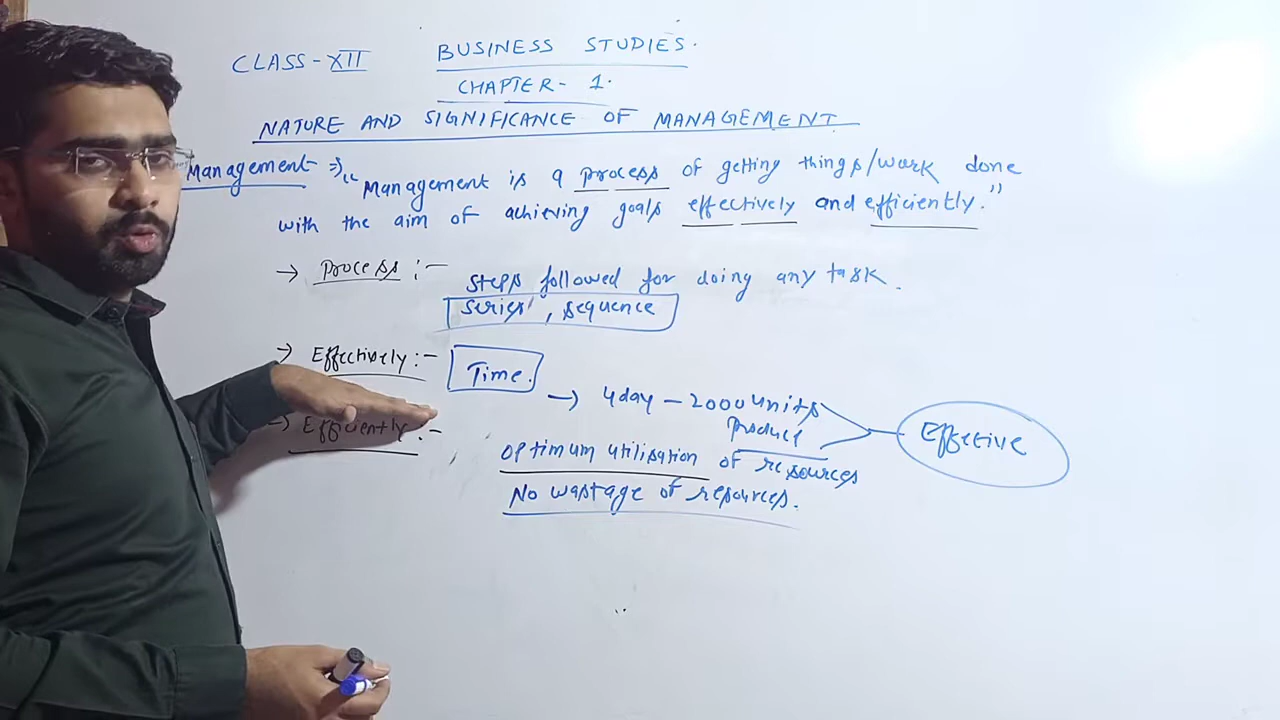 CLASS-XII
BUSINESS STUDIES.
CHAPTER- 1.
NATURE AND SIGNIFICANCE OF MANAGEMENT
Management ⇒ "Management is a process of getting things/work done
with the aim of achieving goals effectively and efficiently."
→ Process :- Steps followed for doing any task.
series, sequence
→ Effectively:- Time.
→ 4day - 2000 units
produce
Effective
→ Efficiently:-
optimum utilisation of resources
No wastage of resources.